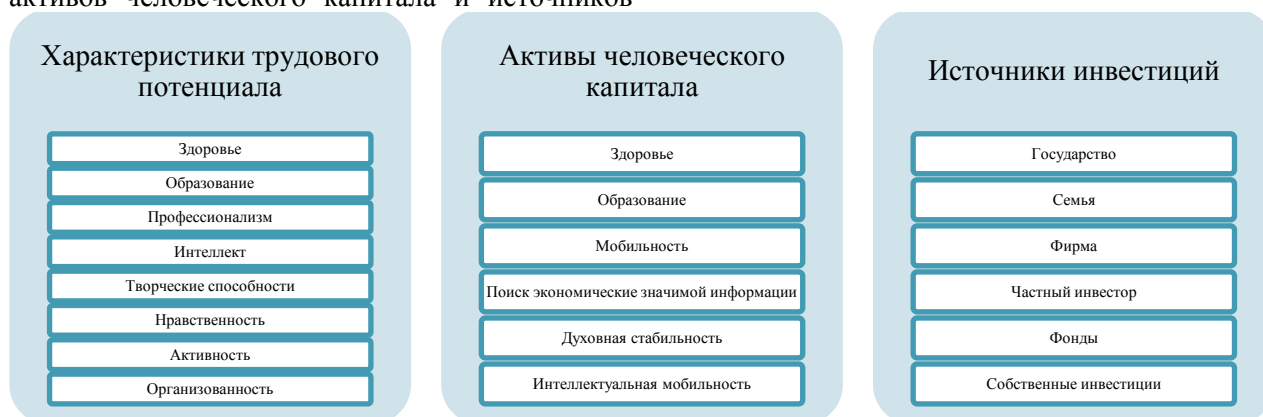 активов человеческого капитала и источников
Характеристики трудового
потенциала
Здоровье
Образование
Профессионализм
Интеллект
Творческие способности
Нравственность
Активность
Организованность
Активы человеческого
капитала
Здоровье
Образование
Мобильность
Поиск экономические значимой информации
Духовная стабильность
Интеллектуальная мобильность
Источники инвестиций
Государство
Семья
Фирма
Частный инвестор
Фонды
Собственные инвестиции